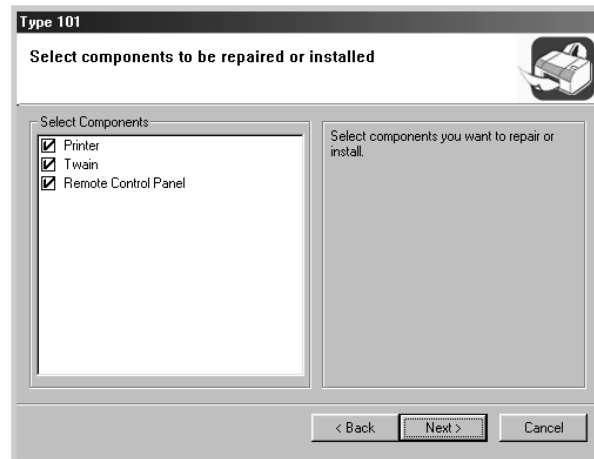 Type 101
Select components to be repaired or installed
Select Components
Printer
Twain
Remote Control Panel
Select components you want to repair or
install.
< Back
Next >
Cancel